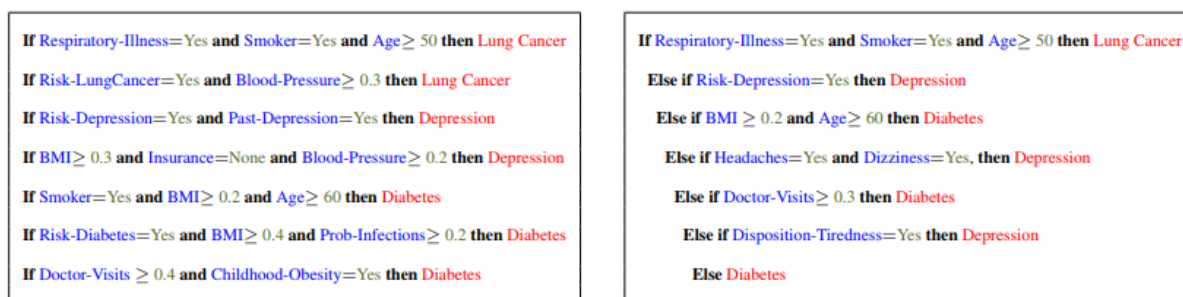 If Respiratory-Illness=Yes and Smoker=Yes and Age≥ 50 then Lung Cancer
If Risk-LungCancer=Yes and Blood-Pressure≥ 0.3 then Lung Cancer
If Risk-Depression=Yes and Past-Depression=Yes then Depression
If BMI≥ 0.3 and Insurance=None and Blood-Pressure≥ 0.2 then Depression
If Smoker=Yes and BMI≥ 0.2 and Age≥ 60 then Diabetes
If Risk-Diabetes=Yes and BMI≥ 0.4 and Prob-Infections≥ 0.2 then Diabetes
If Doctor-Visits ≥ 0.4 and Childhood-Obesity=Yes then Diabetes
If Respiratory-Illness=Yes and Smoker=Yes and Age≥ 50 then Lung Cancer
Else if Risk-Depression=Yes then Depression
Else if BMI ≥ 0.2 and Age≥ 60 then Diabetes
Else if Headaches=Yes and Dizziness=Yes, then Depression
Else if Doctor-Visits≥ 0.3 then Diabetes
Else if Disposition-Tiredness=Yes then Depression
Else Diabetes